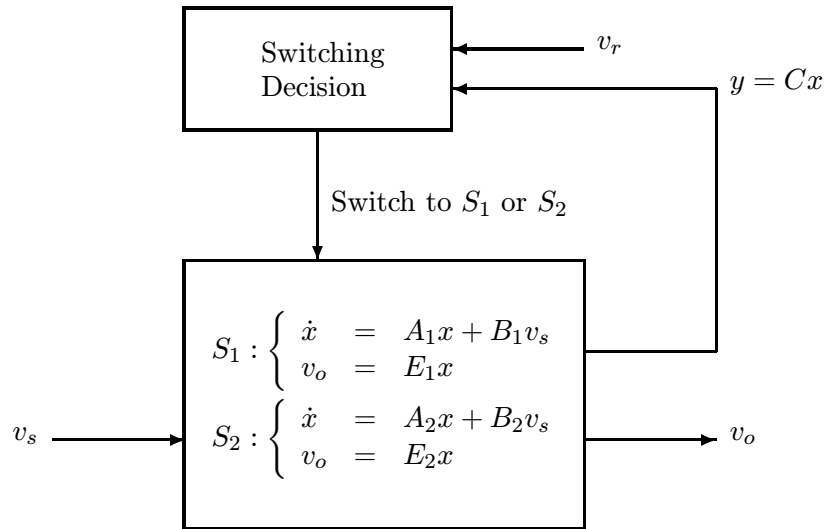 Switching
Decision
v_r
y = Cx
Switch to S_1 or S_2
S_1 : { ẋ = A_1x + B_1v_s
v_o = E_1x
S_2 : { ẋ = A_2x + B_2v_s
v_o = E_2x
v_s
v_o